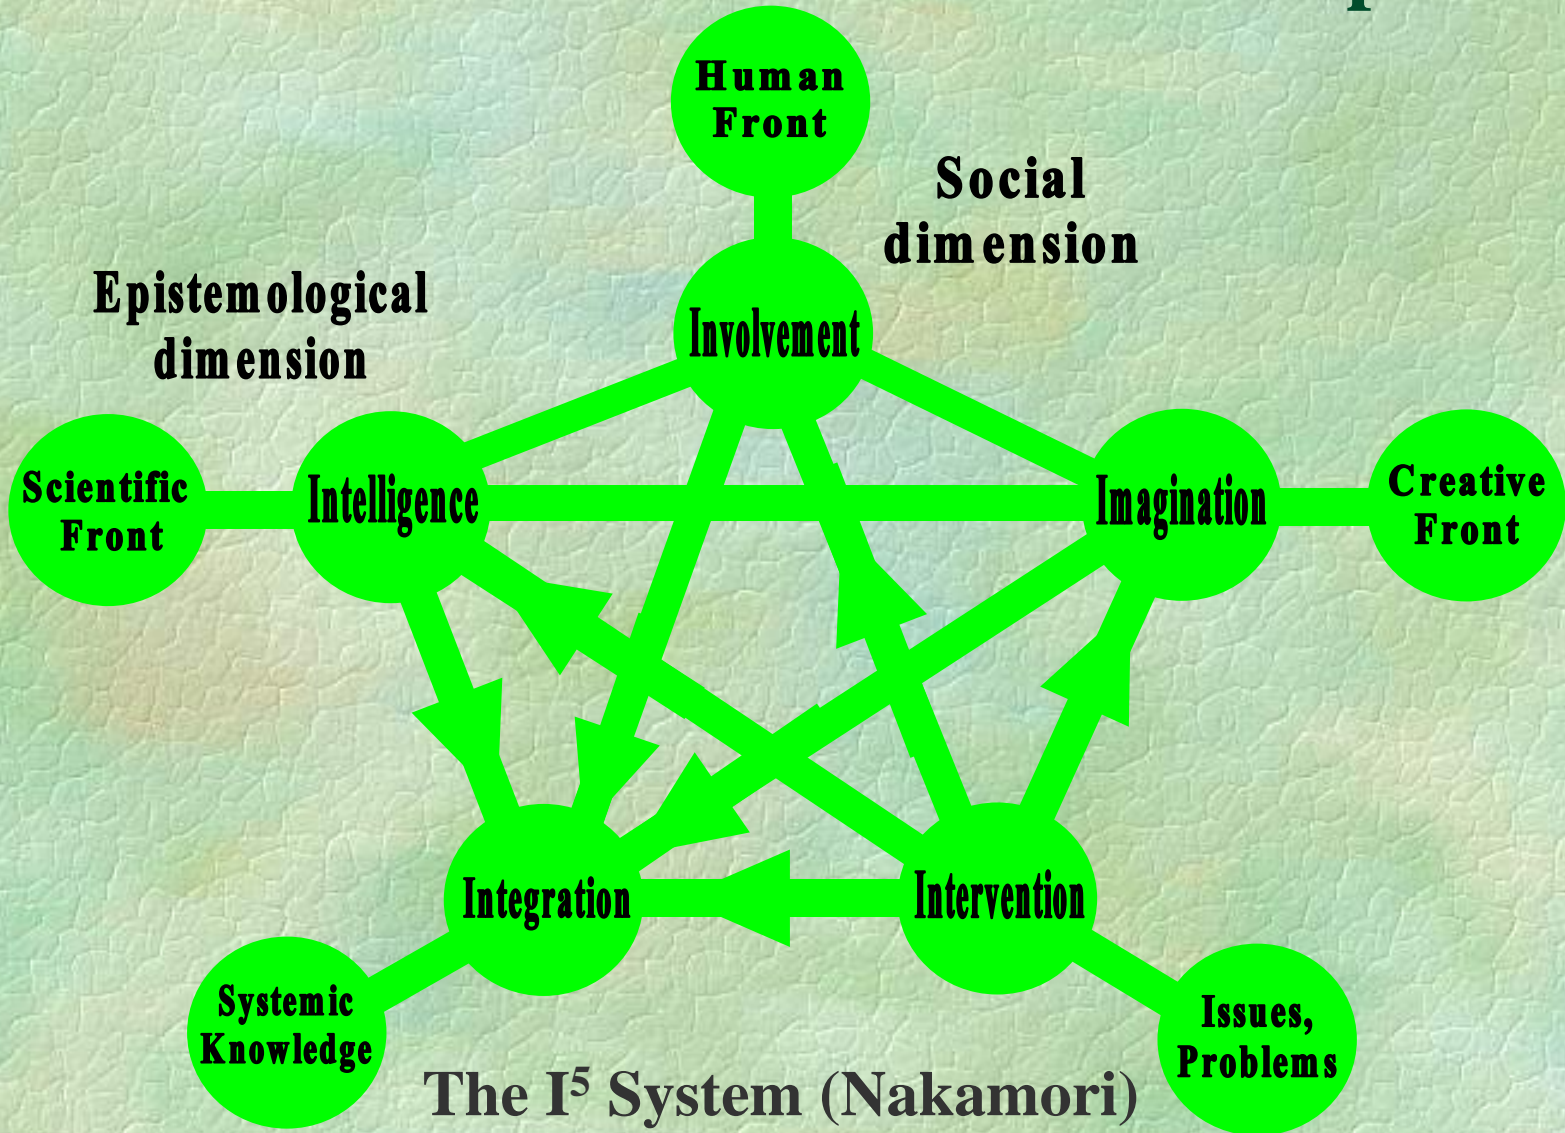 Human
Front
Social
dimension
Epistemological
dimension
Involvement
Scientific
Front
Intelligence
Imagination
Creative
Front
Integration
Intervention
Systemic
Knowledge
Issues,
Problems
The I⁵ System (Nakamori)